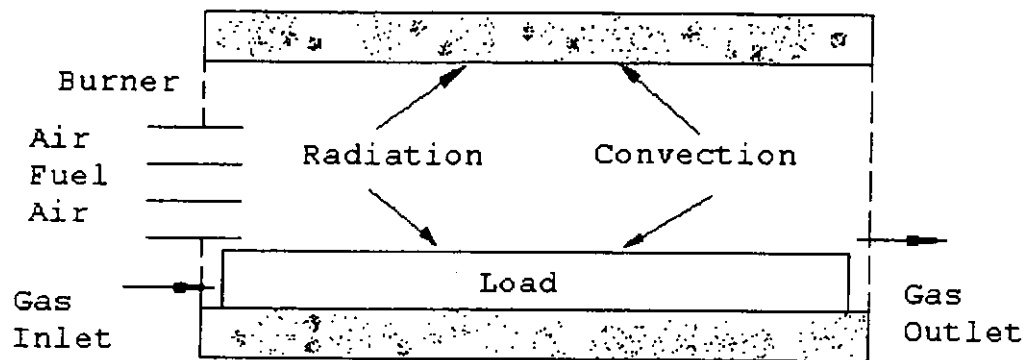 Burner
Air
Fuel
Air
Radiation
Convection
Load
Gas
Inlet
Gas
Outlet